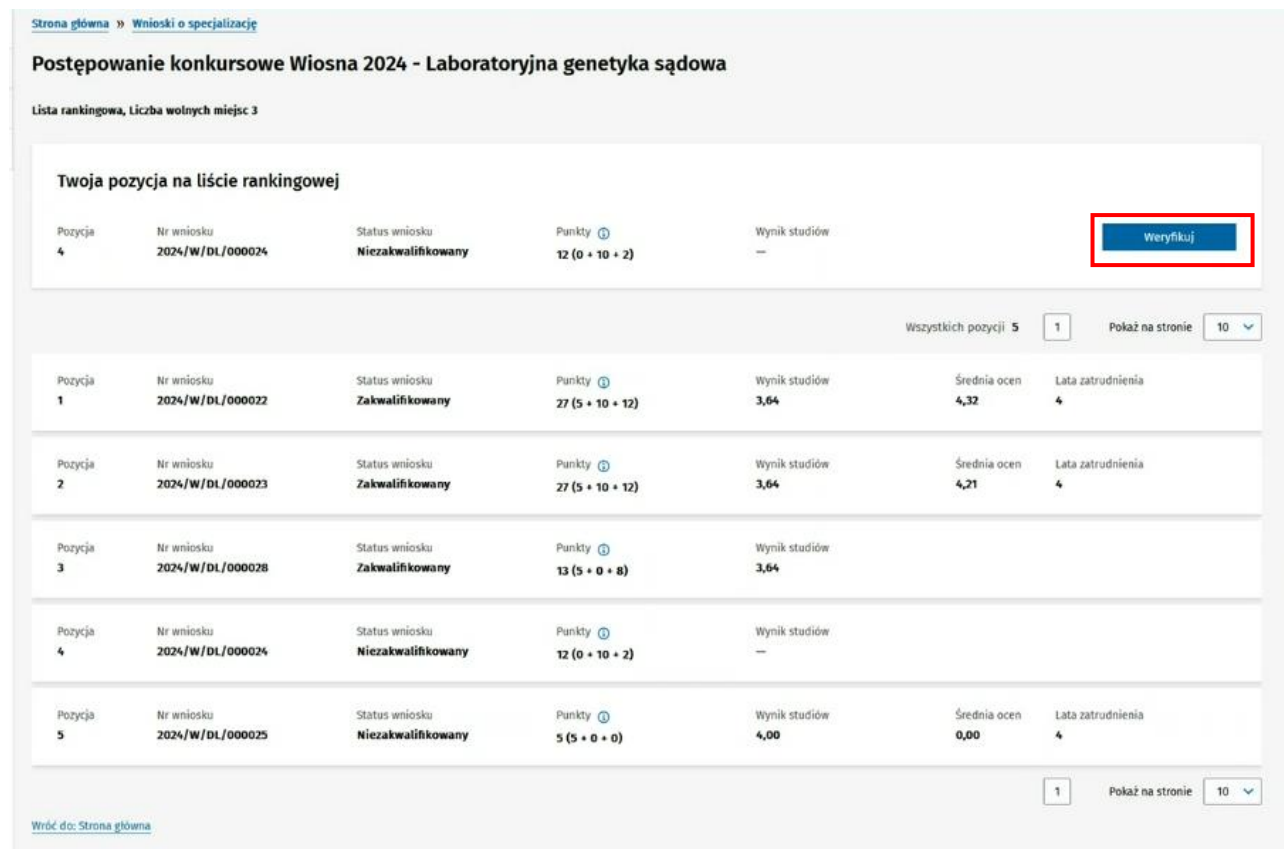 Strona główna » Wnioski o specjalizację
Postępowanie konkursowe Wiosna 2024 - Laboratoryjna genetyka sądowa
Lista rankingowa, Liczba wolnych miejsc 3
Twoja pozycja na liście rankingowej
Pozycja Nr wniosku Status wniosku Punkty Wynik studiów
4 2024/W/DL/000024 Niezakwalifikowany 12 (0 + 10 + 2) —
Weryfikuj
Wszystkich pozycji 5 1 Pokaż na stronie 10
Pozycja Nr wniosku Status wniosku Punkty Wynik studiów Średnia ocen Lata zatrudnienia
1 2024/W/DL/000022 Zakwalifikowany 27 (5 + 10 + 12) 3,64 4,32 4
Pozycja Nr wniosku Status wniosku Punkty Wynik studiów Średnia ocen Lata zatrudnienia
2 2024/W/DL/000023 Zakwalifikowany 27 (5 + 10 + 12) 3,64 4,21 4
Pozycja Nr wniosku Status wniosku Punkty Wynik studiów
3 2024/W/DL/000028 Zakwalifikowany 13 (5 + 0 + 8) 3,64
Pozycja Nr wniosku Status wniosku Punkty Wynik studiów
4 2024/W/DL/000024 Niezakwalifikowany 12 (0 + 10 + 2) —
Pozycja Nr wniosku Status wniosku Punkty Wynik studiów Średnia ocen Lata zatrudnienia
5 2024/W/DL/000025 Niezakwalifikowany 5 (5 + 0 + 0) 4,00 0,00 4
1 Pokaż na stronie 10
Wróć do: Strona główna